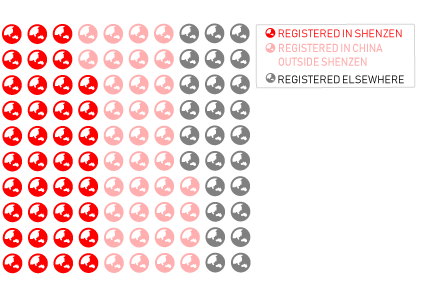 REGISTERED IN SHENZEN
REGISTERED IN CHINA
OUTSIDE SHENZEN
REGISTERED ELSEWHERE